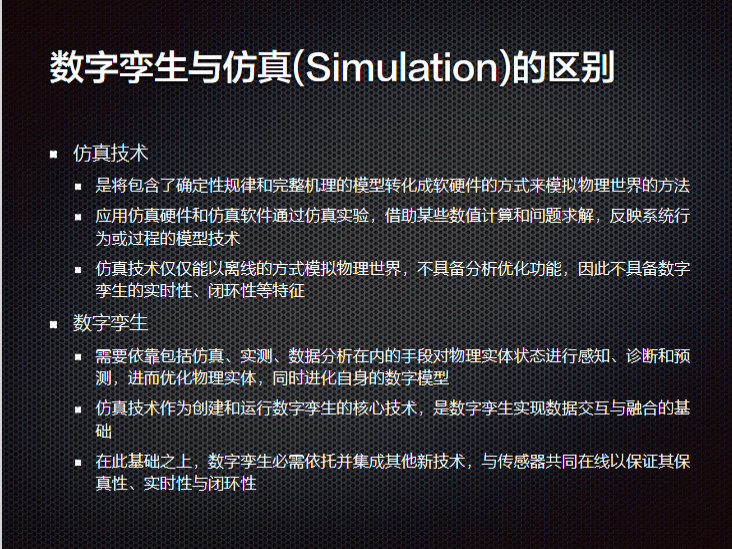 数字孪生与仿真(Simulation)的区别
仿真技术
是将包含了确定性规律和完整机理的模型转化成软硬件的方式来模拟物理世界的方法
应用仿真硬件和仿真软件通过仿真实验，借助某些数值计算和问题求解，反映系统行
为或过程的模型技术
仿真技术仅仅能以离线的方式模拟物理世界，不具备分析优化功能，因此不具备数字
孪生的实时性、闭环性等特征
数字孪生
需要依靠包括仿真、实测、数据分析在内的手段对物理实体状态进行感知、诊断和预
测，进而优化物理实体，同时进化自身的数字模型
仿真技术作为创建和运行数字孪生的核心技术，是数字孪生实现数据交互与融合的基
础
在此基础之上，数字孪生必需依托并集成其他新技术，与传感器共同在线以保证其保
真性、实时性与闭环性